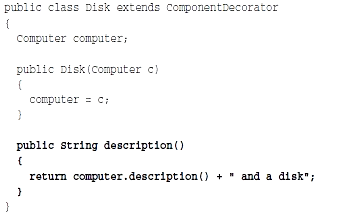 public class Disk extends ComponentDecorator
{
Computer computer;
public Disk(Computer c)
{
computer = c;
}
public String description()
{
return computer.description() + " and a disk";
}
}